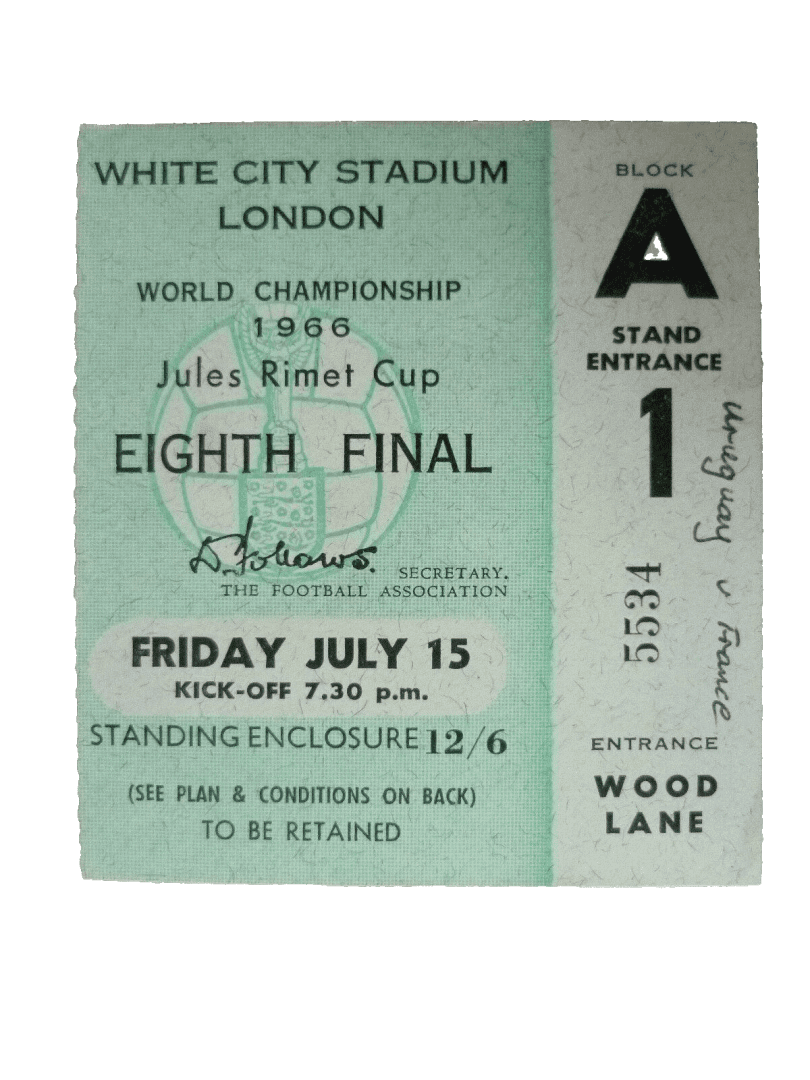 WHITE CITY STADIUM
LONDON
WORLD CHAMPIONSHIP
1966
Jules Rimet Cup
EIGHTH FINAL
D. Follows.
SECRETARY.
THE FOOTBALL ASSOCIATION
FRIDAY JULY 15
KICK-OFF 7.30 p.m.
STANDING ENCLOSURE 12/6
(SEE PLAN & CONDITIONS ON BACK)
TO BE RETAINED
BLOCK
A
STAND
ENTRANCE
1
5534
Uruguay v France
ENTRANCE
WOOD
LANE